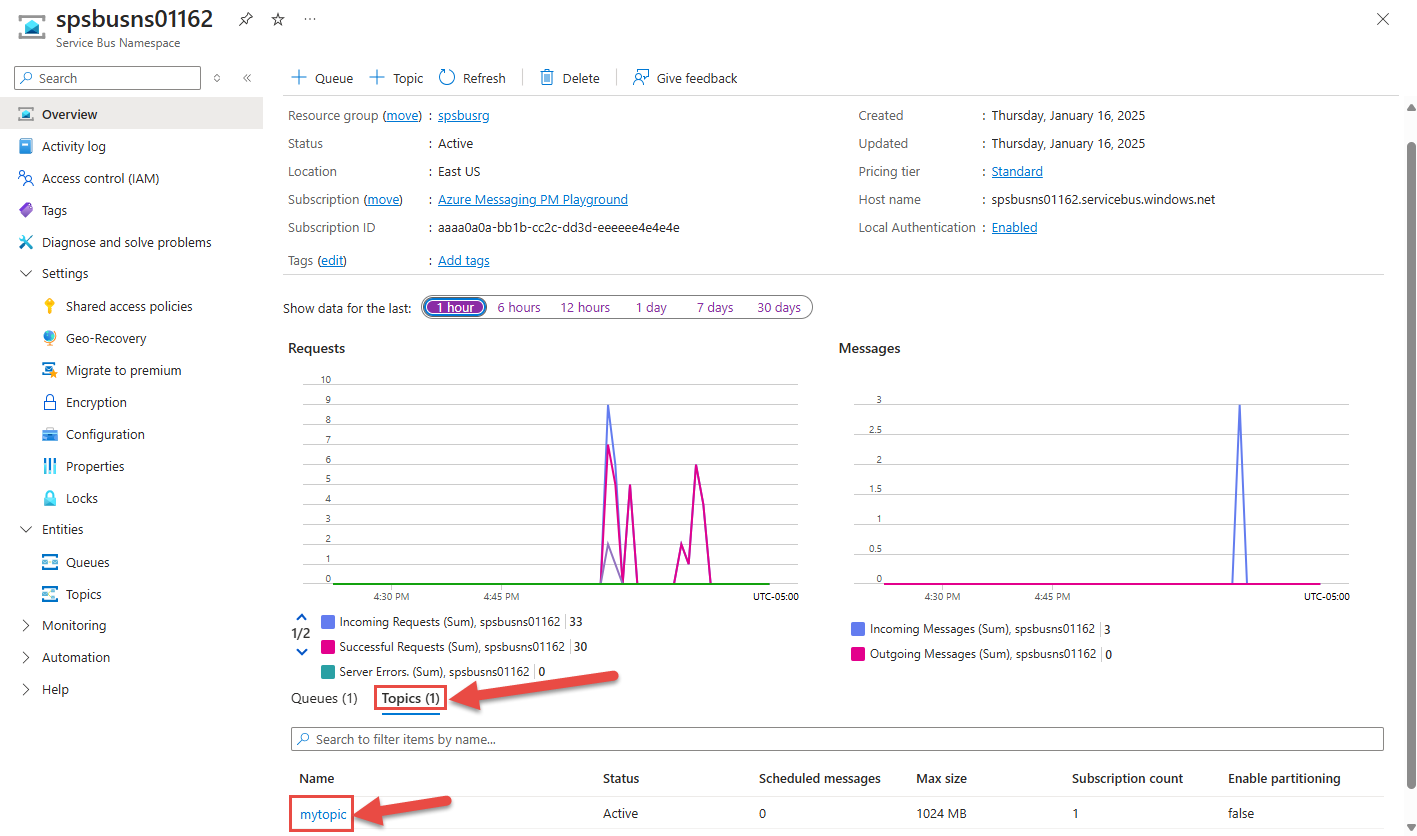 spsbusns01162
Service Bus Namespace
Search
Overview
Activity log
Access control (IAM)
Tags
Diagnose and solve problems
Settings
Shared access policies
Geo-Recovery
Migrate to premium
Encryption
Configuration
Properties
Locks
Entities
Queues
Topics
Monitoring
Automation
Help
Queue Topic Refresh Delete Give feedback
Resource group (move) : spsbusrg
Status : Active
Location : East US
Subscription (move) : Azure Messaging PM Playground
Subscription ID : aaaa0a0a-bb1b-cc2c-dd3d-eeeeee4e4e4e
Tags (edit) : Add tags
Created : Thursday, January 16, 2025
Updated : Thursday, January 16, 2025
Pricing tier : Standard
Host name : spsbusns01162.servicebus.windows.net
Local Authentication : Enabled
Show data for the last: 1 hour 6 hours 12 hours 1 day 7 days 30 days
Requests
10
9
8
7
6
5
4
3
2
1
0
4:30 PM 4:45 PM UTC-05:00
1/2
Incoming Requests (Sum), spsbusns01162 33
Successful Requests (Sum), spsbusns01162 30
Server Errors. (Sum), spsbusns01162 0
Messages
3
2.5
2
1.5
1
0.5
0
4:30 PM 4:45 PM UTC-05:00
Incoming Messages (Sum), spsbusns01162 3
Outgoing Messages (Sum), spsbusns01162 0
Queues (1) Topics (1)
Search to filter items by name...
Name Status Scheduled messages Max size Subscription count Enable partitioning
mytopic Active 0 1024 MB 1 false